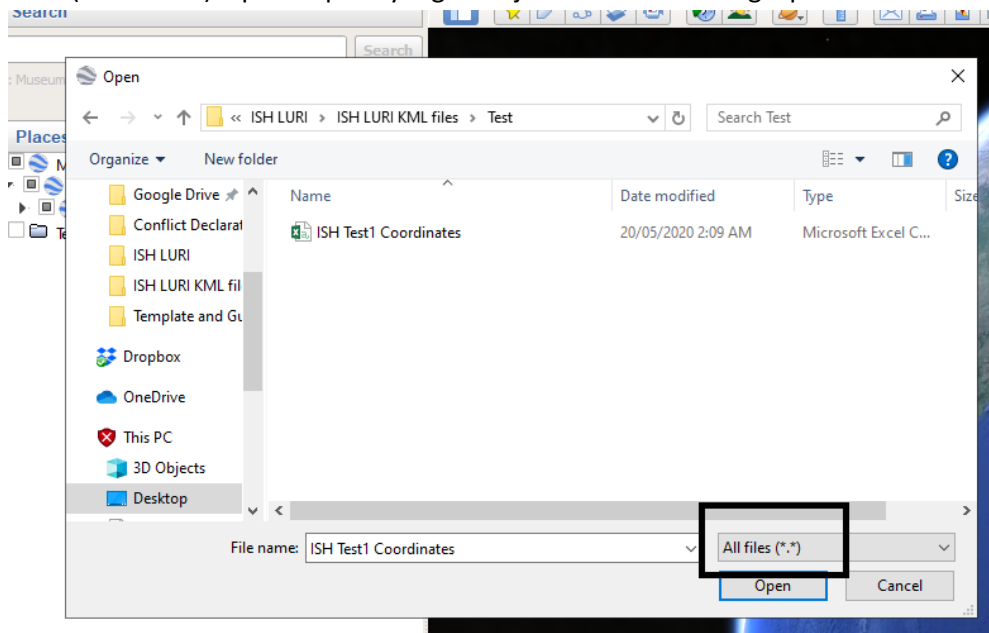 Search
Search
: Museum
Open
« ISH LURI › ISH LURI KML files › Test
Search Test
Places
Organize
New folder
Google Drive
Name
Date modified
Type
Size
Conflict Declarat
ISH Test1 Coordinates
20/05/2020 2:09 AM
Microsoft Excel C...
ISH LURI
ISH LURI KML fil
Template and Gu
Dropbox
OneDrive
This PC
3D Objects
Desktop
File name:
ISH Test1 Coordinates
All files (*.*)
Open
Cancel